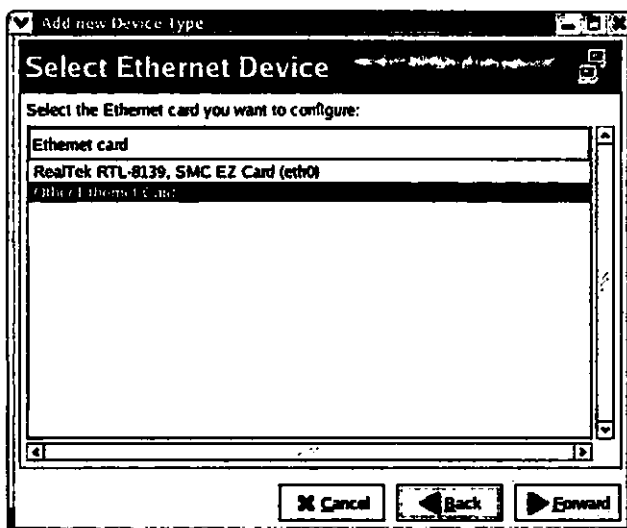 Add new Device Type
Select Ethernet Device
Select the Ethernet card you want to configure:
Ethernet card
RealTek RTL-8139, SMC EZ Card (eth0)
Other Ethernet Card
Cancel
Back
Forward